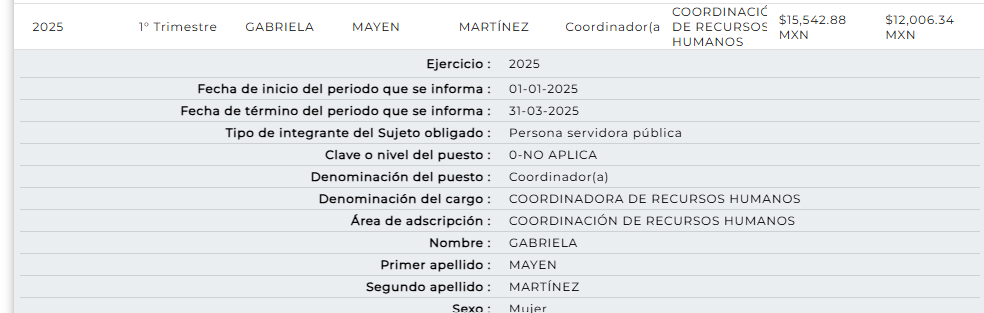 2025 1º Trimestre GABRIELA MAYEN MARTÍNEZ Coordinador(a COORDINACIÓ DE RECURSOS HUMANOS $15,542.88 MXN $12,006.34 MXN
Ejercicio : 2025
Fecha de inicio del periodo que se informa : 01-01-2025
Fecha de término del periodo que se informa : 31-03-2025
Tipo de integrante del Sujeto obligado : Persona servidora pública
Clave o nivel del puesto : 0-NO APLICA
Denominación del puesto : Coordinador(a)
Denominación del cargo : COORDINADORA DE RECURSOS HUMANOS
Área de adscripción : COORDINACIÓN DE RECURSOS HUMANOS
Nombre : GABRIELA
Primer apellido : MAYEN
Segundo apellido : MARTÍNEZ
Sexo : Mujer